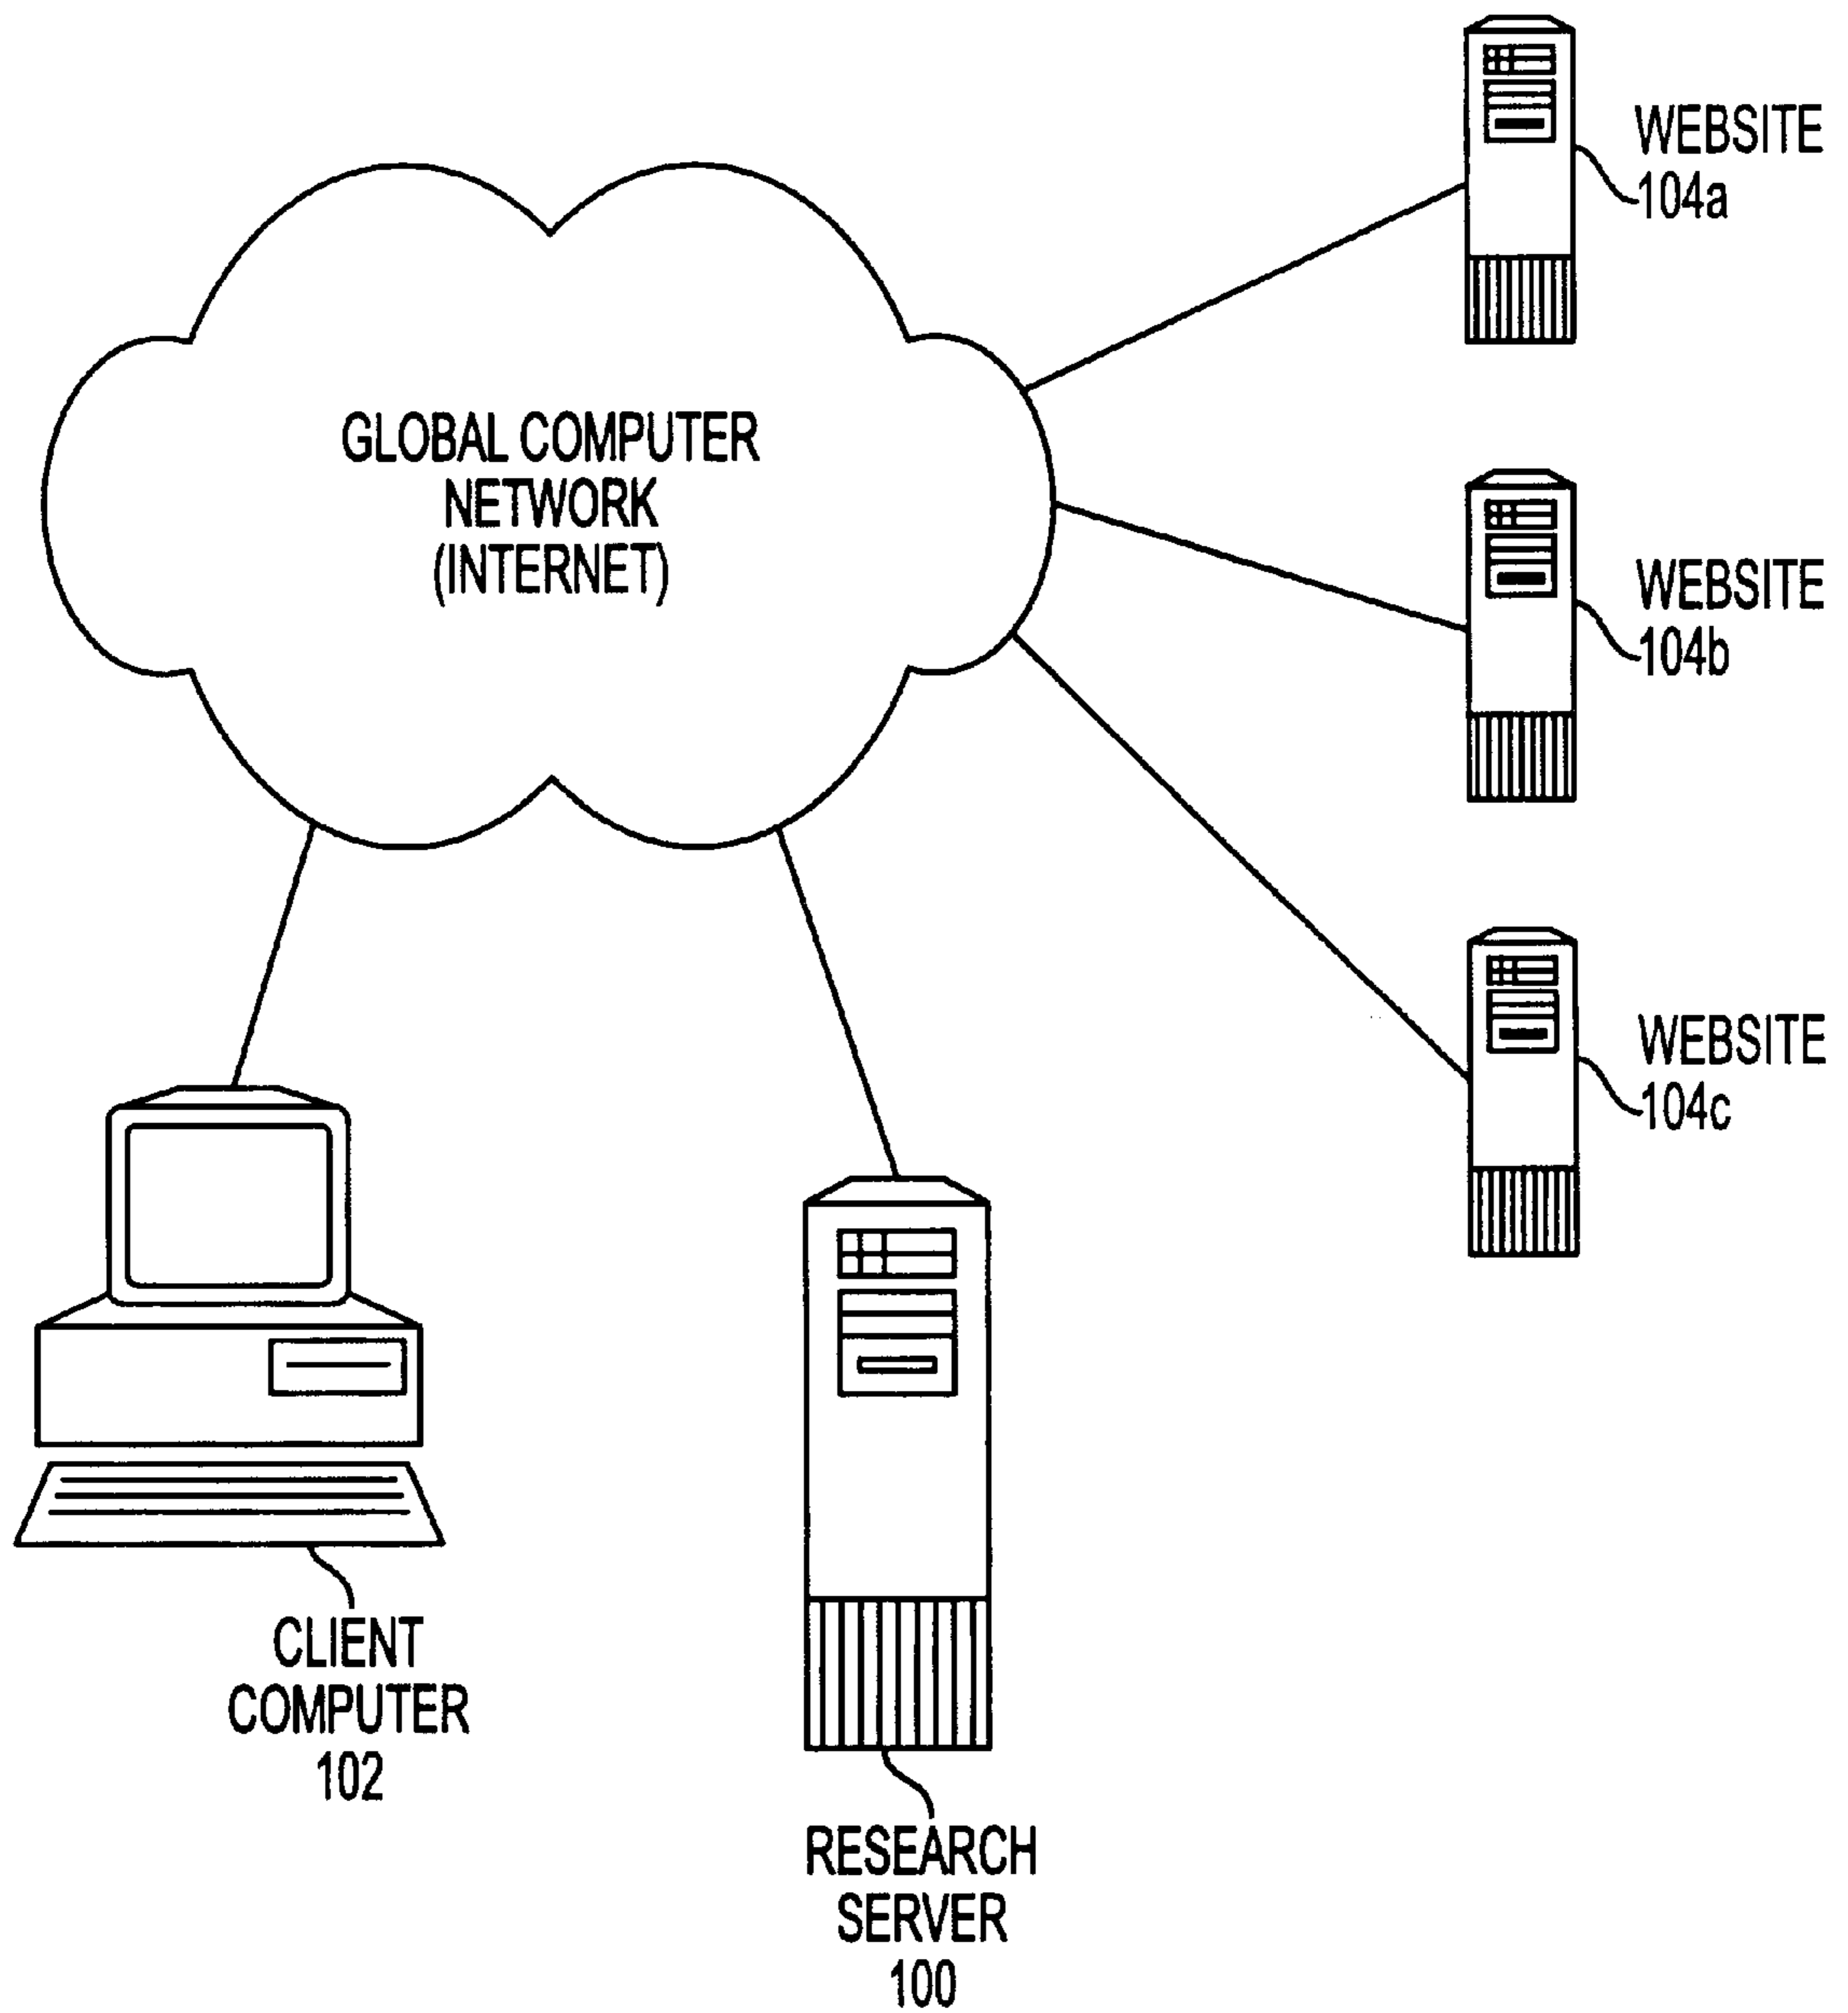 WEBSITE
104a
GLOBAL COMPUTER
NETWORK
(INTERNET)
WEBSITE
104b
WEBSITE
104c
CLIENT
COMPUTER
102
RESEARCH
SERVER
100